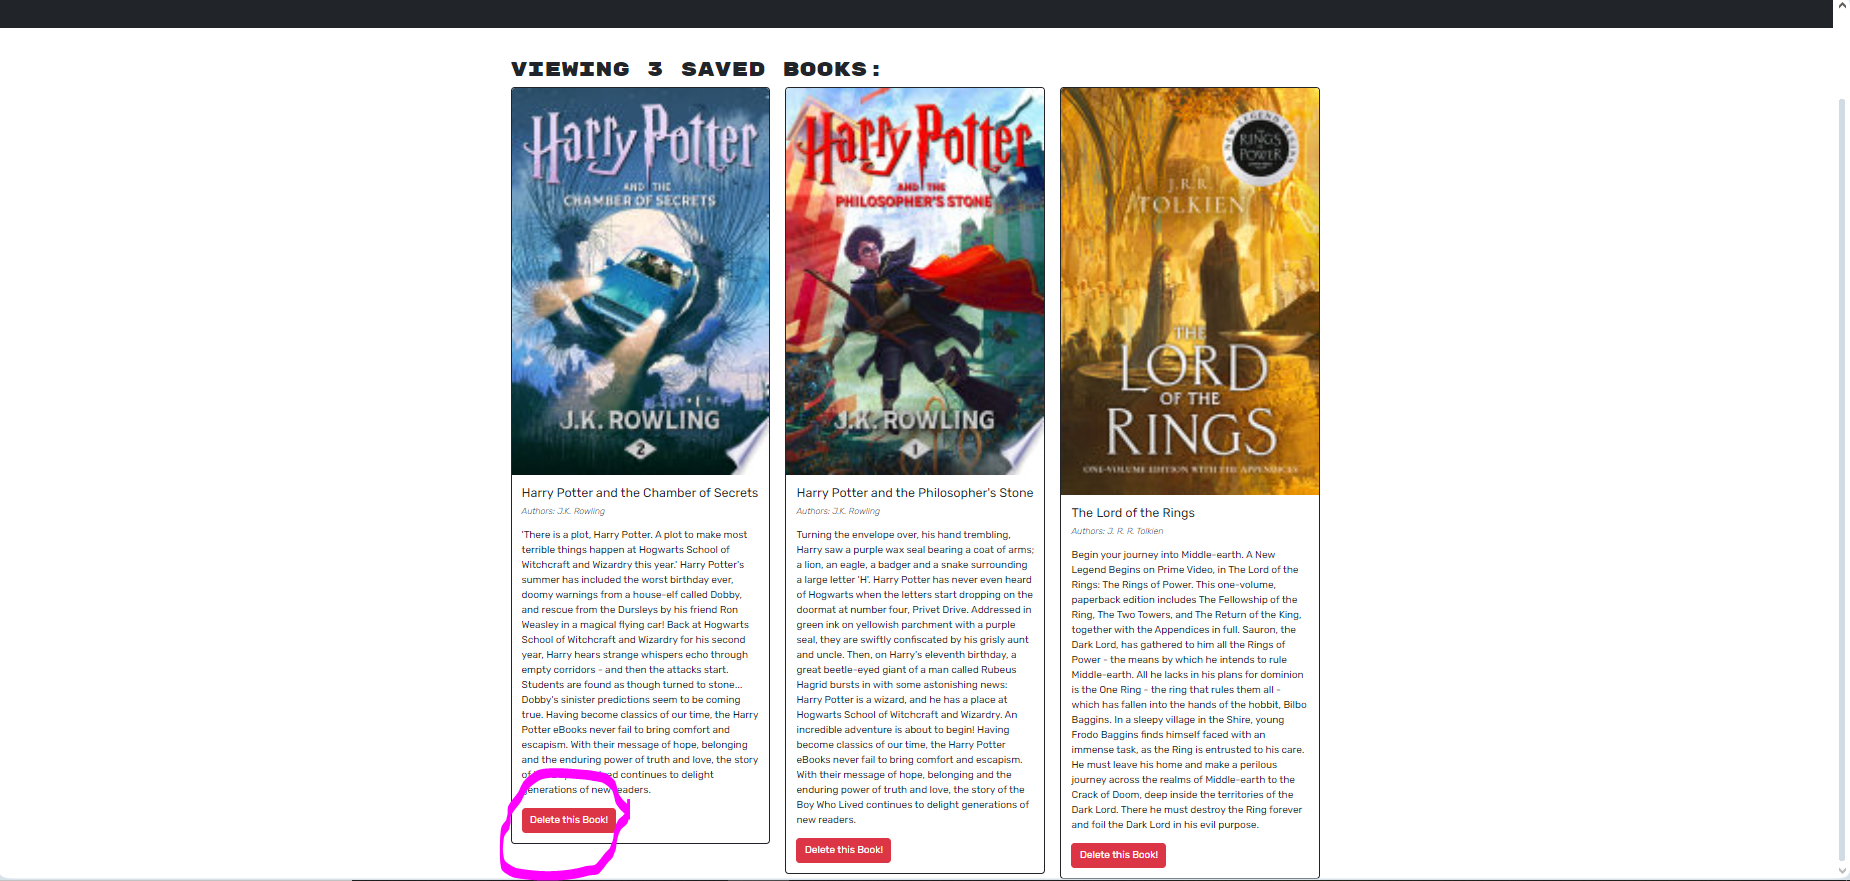 VIEWING 3 SAVED BOOKS:
Harry Potter
AND THE
CHAMBER OF SECRETS
J.K. ROWLING
2
Harry Potter and the Chamber of Secrets
Authors: J.K. Rowling
'There is a plot, Harry Potter. A plot to make most
terrible things happen at Hogwarts School of
Witchcraft and Wizardry this year.' Harry Potter's
summer has included the worst birthday ever,
doomy warnings from a house-elf called Dobby,
and rescue from the Dursleys by his friend Ron
Weasley in a magical flying car! Back at Hogwarts
School of Witchcraft and Wizardry for his second
year, Harry hears strange whispers echo through
empty corridors - and then the attacks start.
Students are found as though turned to stone...
Dobby's sinister predictions seem to be coming
true. Having become classics of our time, the Harry
Potter eBooks never fail to bring comfort and
escapism. With their message of hope, belonging
and the enduring power of truth and love, the story
of continues to delight
generations of new readers.
Delete this Book!
Harry Potter
AND THE
PHILOSOPHER'S STONE
J.K. ROWLING
1
Harry Potter and the Philosopher's Stone
Authors: J.K. Rowling
Turning the envelope over, his hand trembling,
Harry saw a purple wax seal bearing a coat of arms;
a lion, an eagle, a badger and a snake surrounding
a large letter 'H'. Harry Potter has never even heard
of Hogwarts when the letters start dropping on the
doormat at number four, Privet Drive. Addressed in
green ink on yellowish parchment with a purple
seal, they are swiftly confiscated by his grisly aunt
and uncle. Then, on Harry's eleventh birthday, a
great beetle-eyed giant of a man called Rubeus
Hagrid bursts in with some astonishing news:
Harry Potter is a wizard, and he has a place at
Hogwarts School of Witchcraft and Wizardry. An
incredible adventure is about to begin! Having
become classics of our time, the Harry Potter
eBooks never fail to bring comfort and escapism.
With their message of hope, belonging and the
enduring power of truth and love, the story of the
Boy Who Lived continues to delight generations of
new readers.
Delete this Book!
A NEW LEGEND BEGINS
THE
RINGS
OF
POWER
J.R.R.
TOLKIEN
THE
LORD
OF THE
RINGS
ONE-VOLUME EDITION WITH THE APPENDICES
The Lord of the Rings
Authors: J. R. R. Tolkien
Begin your journey into Middle-earth. A New
Legend Begins on Prime Video, in The Lord of the
Rings: The Rings of Power. This one-volume,
paperback edition includes The Fellowship of the
Ring, The Two Towers, and The Return of the King,
together with the Appendices in full. Sauron, the
Dark Lord, has gathered to him all the Rings of
Power - the means by which he intends to rule
Middle-earth. All he lacks in his plans for dominion
is the One Ring - the ring that rules them all -
which has fallen into the hands of the hobbit, Bilbo
Baggins. In a sleepy village in the Shire, young
Frodo Baggins finds himself faced with an
immense task, as the Ring is entrusted to his care.
He must leave his home and make a perilous
journey across the realms of Middle-earth to the
Crack of Doom, deep inside the territories of the
Dark Lord. There he must destroy the Ring forever
and foil the Dark Lord in his evil purpose.
Delete this Book!